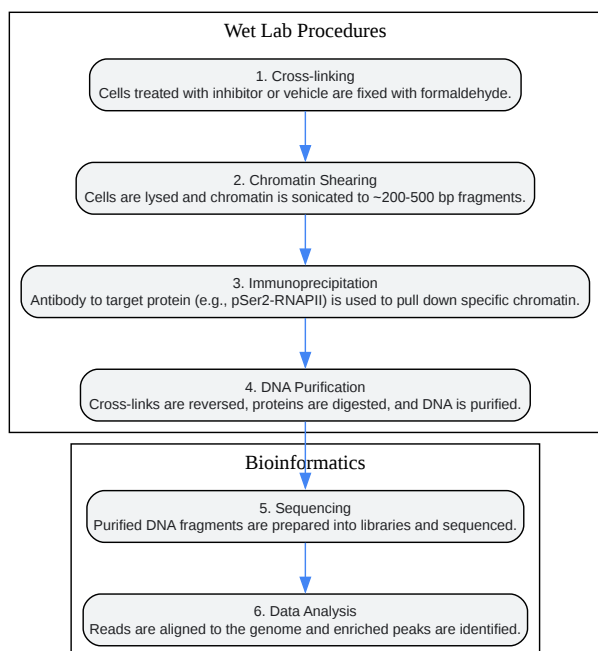 Wet Lab Procedures
1. Cross-linking
Cells treated with inhibitor or vehicle are fixed with formaldehyde.
2. Chromatin Shearing
Cells are lysed and chromatin is sonicated to ~200-500 bp fragments.
3. Immunoprecipitation
Antibody to target protein (e.g., pSer2-RNAPII) is used to pull down specific chromatin.
4. DNA Purification
Cross-links are reversed, proteins are digested, and DNA is purified.
Bioinformatics
5. Sequencing
Purified DNA fragments are prepared into libraries and sequenced.
6. Data Analysis
Reads are aligned to the genome and enriched peaks are identified.